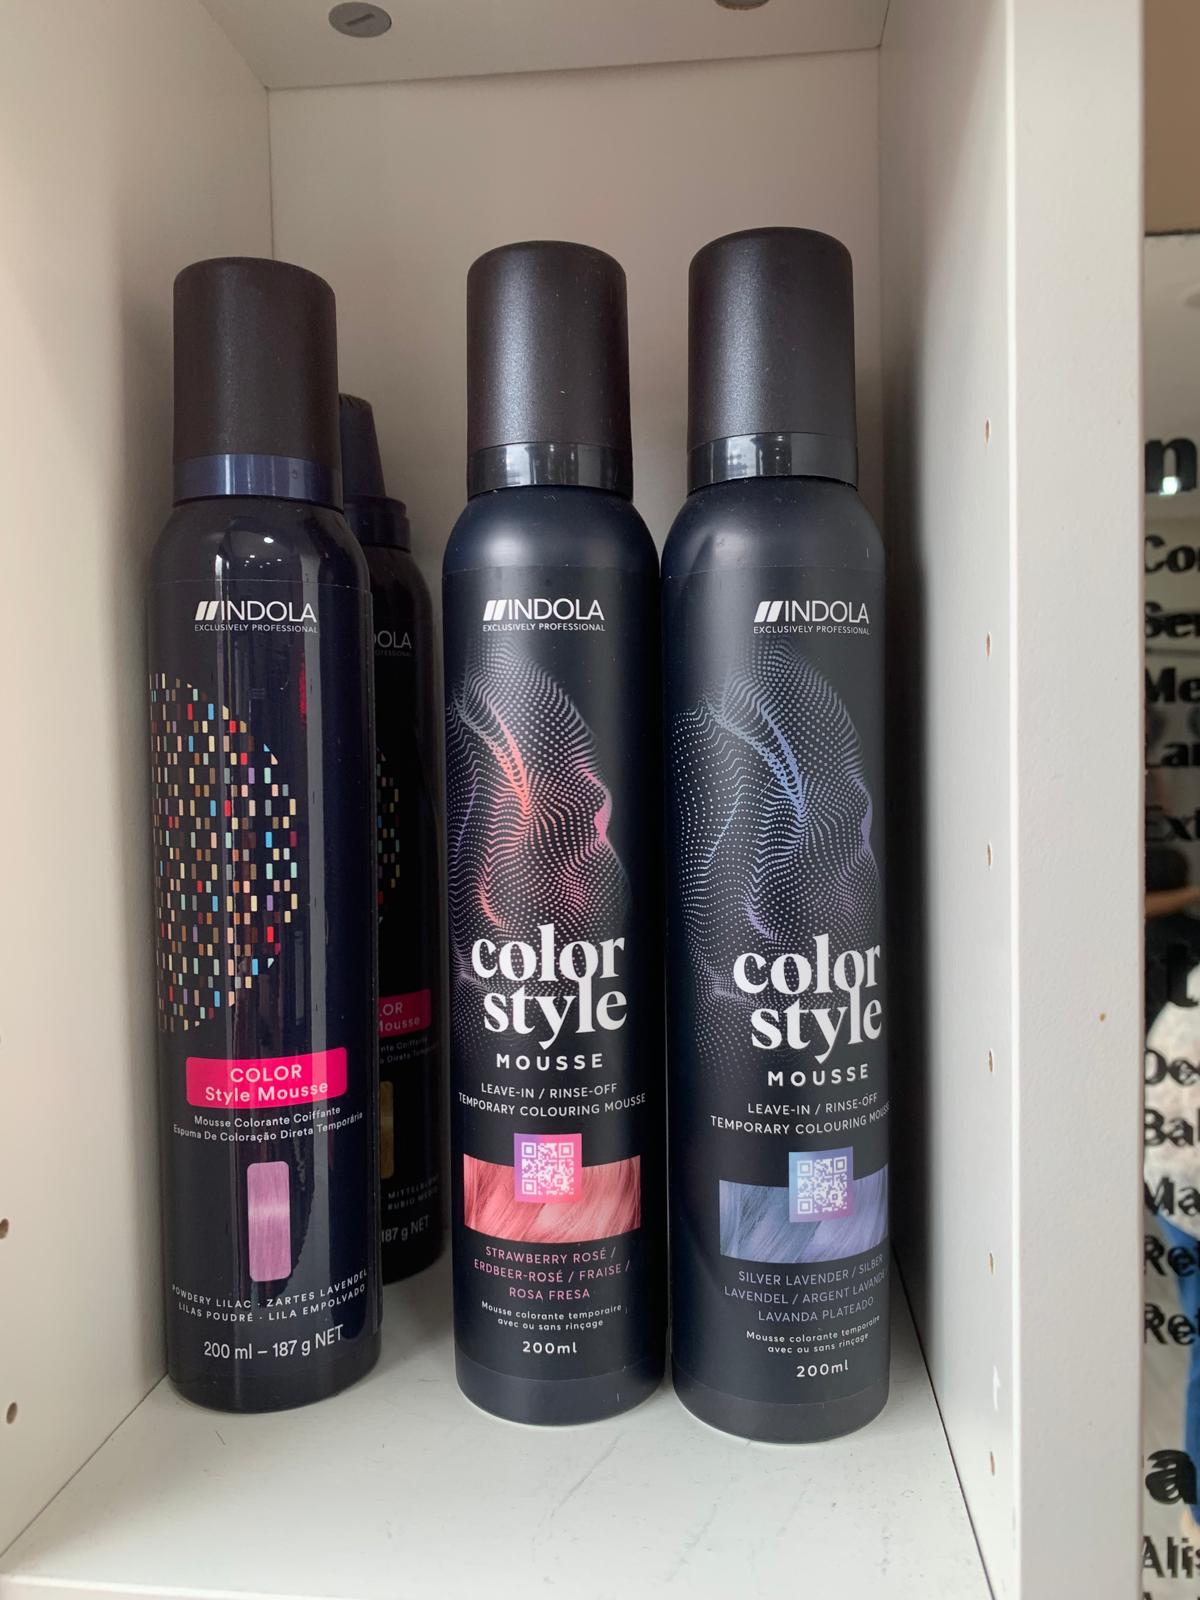 INDOLA
EXCLUSIVELY PROFESSIONAL
COLOR
Style Mousse
Mousse Colorante Coiffante
Espuma De Coloração Direta Temporária
POWDERY LILAC · ZARTES LAVENDEL
LILAS POUDRÉ · LILA EMPOLVADO
200 ml – 187 g NET
187 g NET
INDOLA
EXCLUSIVELY PROFESSIONAL
color
style
MOUSSE
LEAVE-IN / RINSE-OFF
TEMPORARY COLOURING MOUSSE
STRAWBERRY ROSÉ /
ERDBEER-ROSÉ / FRAISE /
ROSA FRESA
Mousse colorante temporaire
avec ou sans rinçage
200ml
INDOLA
EXCLUSIVELY PROFESSIONAL
color
style
MOUSSE
LEAVE-IN / RINSE-OFF
TEMPORARY COLOURING MOUSSE
SILVER LAVENDER / SILBER
LAVENDEL / ARGENT LAVANDE
LAVANDA PLATEADO
Mousse colorante temporaire
avec ou sans rinçage
200ml